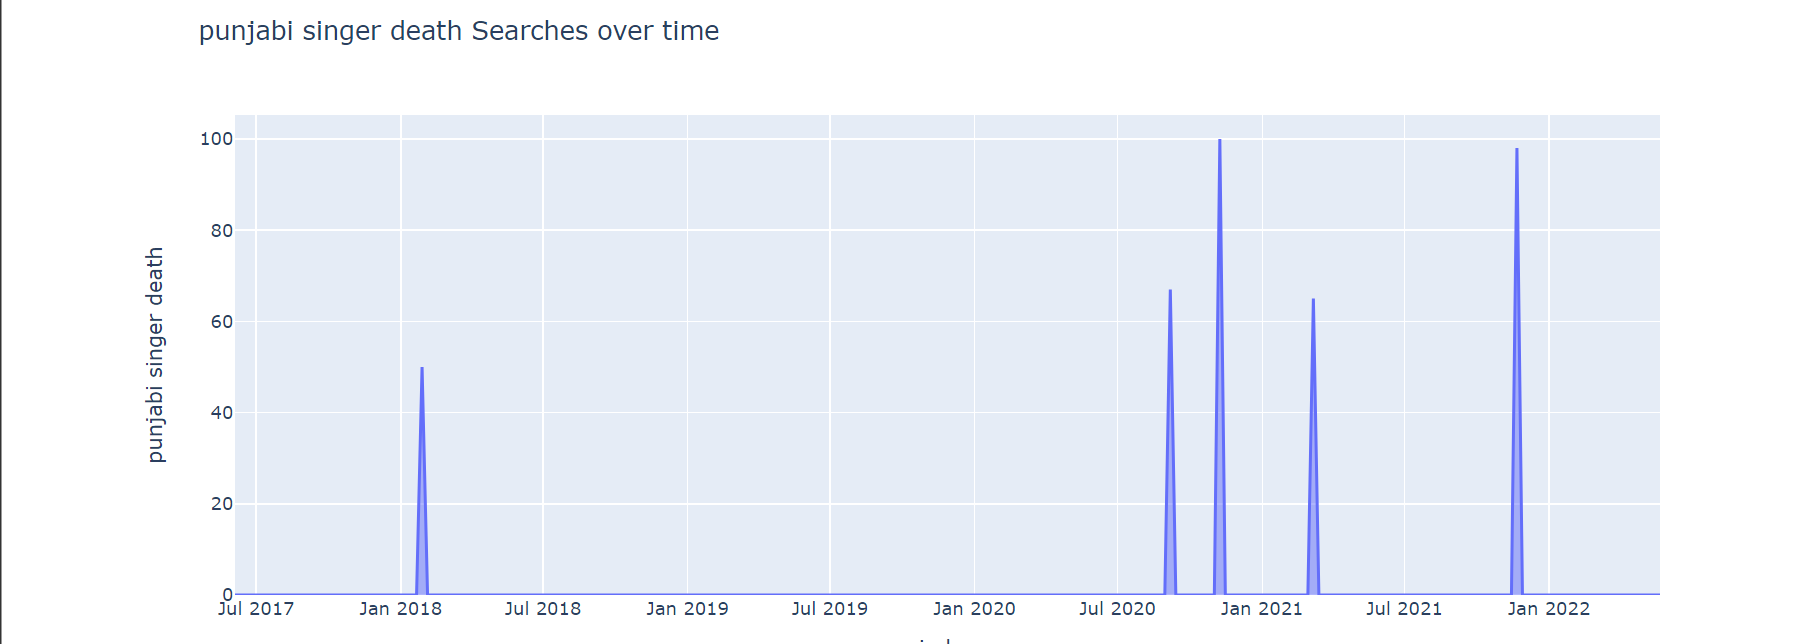 punjabi singer death Searches over time
punjabi singer death
100
80
60
40
20
0
Jul 2017 Jan 2018 Jul 2018 Jan 2019 Jul 2019 Jan 2020 Jul 2020 Jan 2021 Jul 2021 Jan 2022